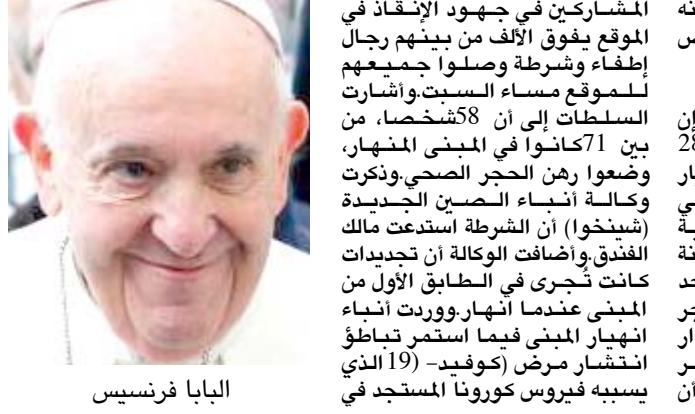 المشاركين في جهود الإنقاذ في
الموقع يفوق الألف من بينهم رجال
إطفاء وشرطة وصلوا جميعهم
للموقع مساء السبت.وأشارت
السلطات إلى أن 58شخصا، من
بين 71كانوا في المبنى المنهار،
وضعوا رهن الحجر الصحي.وذكرت
وكالة أنباء الصين الجديدة
(شينخوا) أن الشرطة استدعت مالك
الفندق.وأضافت الوكالة أن تجديدات
كانت تُجرى في الطابق الأول من
المبنى عندما انهار.ووردت أنباء
انهيار المبنى فيما استمر تباطؤ
انتشار مرض (كوفيد– (19الذي
يسببه فيروس كورونا المستجد في
البابا فرنسيس